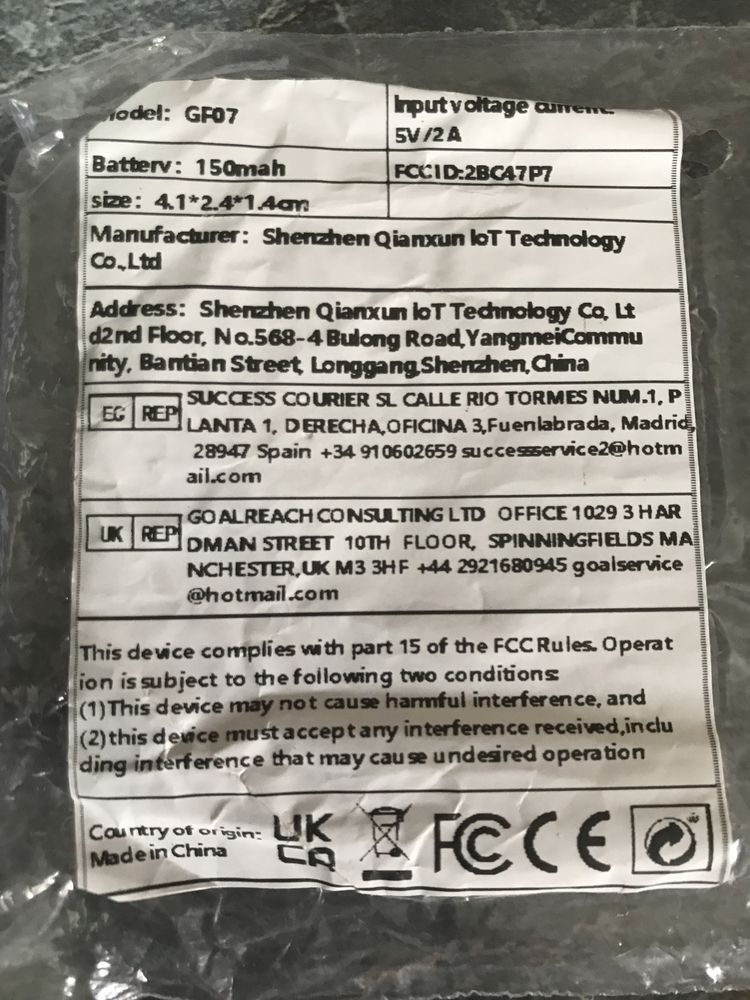 Model: GF07
Input voltage current:
5V/2A
Battery: 150mah
FCCID:2BC47P7
size: 4.1*2.4*1.4cm
Manufacturer: Shenzhen Qianxun IoT Technology
Co.,Ltd
Address: Shenzhen Qianxun IoT Technology Co, Lt
d2nd Floor, No.568-4 Bulong Road,YangmeiCommu
nity, Bantian Street, Longgang,Shenzhen,China
EC REP
SUCCESS COURIER SL CALLE RIO TORMES NUM.1, P
LANTA 1, DERECHA,OFICINA 3,Fuenlabrada, Madrid,
28947 Spain +34 910602659 successservice2@hotm
ail.com
UK REP
GOALREACH CONSULTING LTD OFFICE 1029 3 HAR
DMAN STREET 10TH FLOOR, SPINNINGFIELDS MA
NCHESTER,UK M3 3HF +44 2921680945 goalservice
@hotmail.com
This device complies with part 15 of the FCC Rules. Operat
ion is subject to the following two conditions:
(1)This device may not cause harmful interference, and
(2)this device must accept any interference received,inclu
ding interference that may cause undesired operation
Country of origin:
Made in China
UK
CA
FC CE